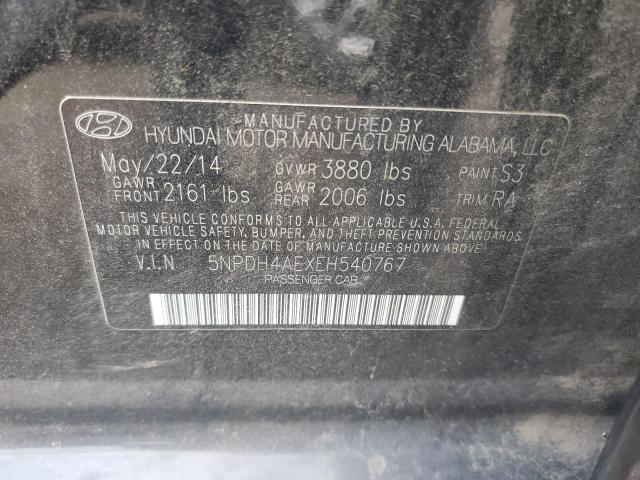 MANUFACTURED BY
HYUNDAI MOTOR MANUFACTURING ALABAMA, LLC
May/22/14 GVWR 3880 lbs PAINT S3
GAWR FRONT 2161 lbs GAWR REAR 2006 lbs TRIM RA
THIS VEHICLE CONFORMS TO ALL APPLICABLE U.S.A. FEDERAL
MOTOR VEHICLE SAFETY, BUMPER, AND THEFT PREVENTION STANDARDS
IN EFFECT ON THE DATE OF MANUFACTURE SHOWN ABOVE.
V.I.N 5NPDH4AEXEH540767
PASSENGER CAR